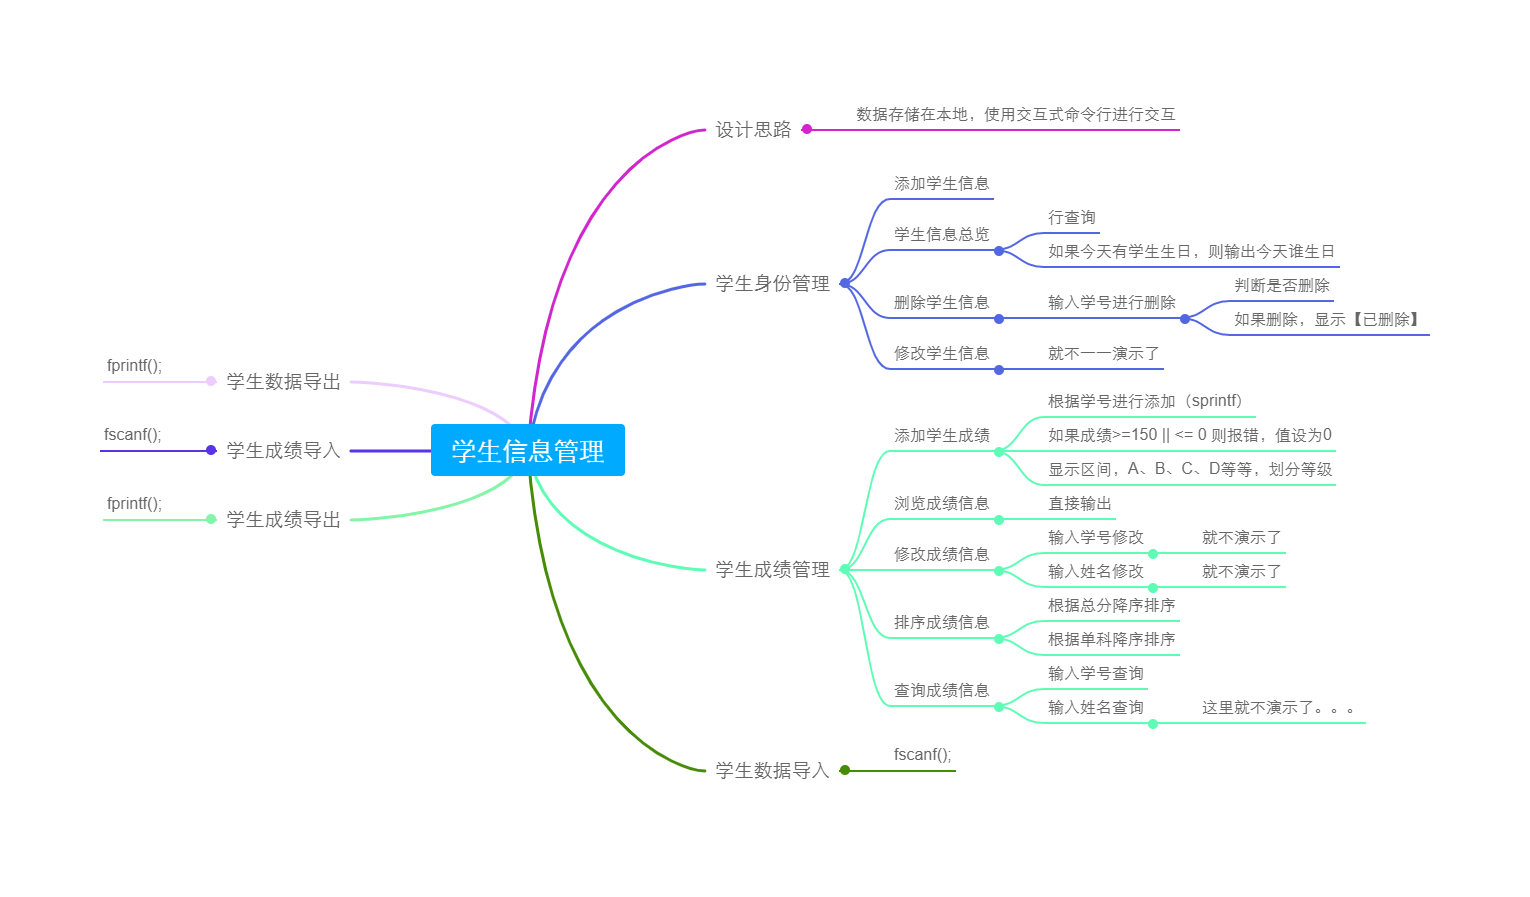 学生信息管理
设计思路
数据存储在本地，使用交互式命令行进行交互
学生身份管理
添加学生信息
学生信息总览
行查询
如果今天有学生生日，则输出今天谁生日
删除学生信息
输入学号进行删除
判断是否删除
如果删除，显示【已删除】
修改学生信息
就不一一演示了
学生成绩管理
添加学生成绩
根据学号进行添加（sprintf）
如果成绩>=150 || <= 0 则报错，值设为0
显示区间，A、B、C、D等等，划分等级
浏览成绩信息
直接输出
修改成绩信息
输入学号修改
就不演示了
输入姓名修改
就不演示了
排序成绩信息
根据总分降序排序
根据单科降序排序
查询成绩信息
输入学号查询
输入姓名查询
这里就不演示了。。。
学生数据导入
fscanf();
学生数据导出
fprintf();
学生成绩导入
fscanf();
学生成绩导出
fprintf();